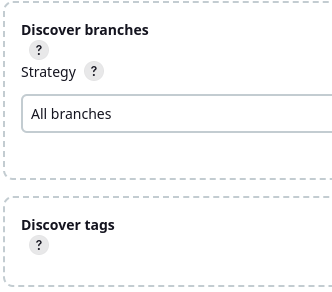 Discover branches
?
Strategy ?
All branches
Discover tags
?